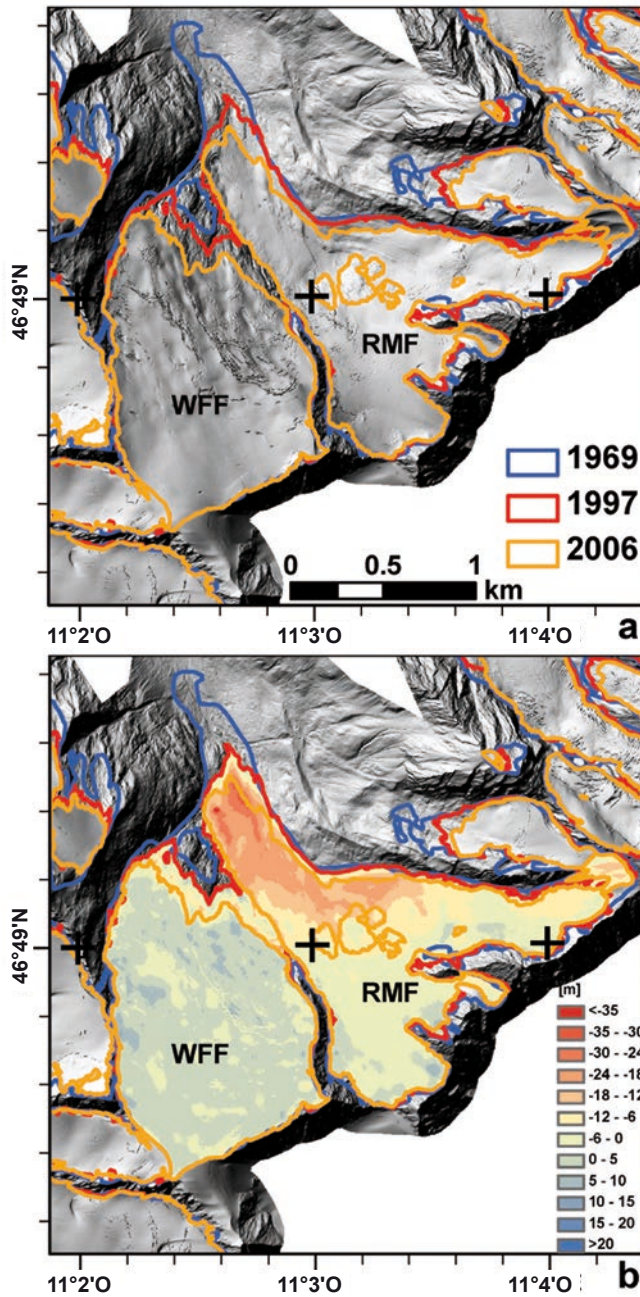 46°49'N
RMF
WFF
1969
1997
2006
0 0.5 1
km
a
11°2'O 11°3'O 11°4'O
46°49'N
RMF
WFF
[m]
<-35
-35 - -30
-30 - -24
-24 - -18
-18 - -12
-12 - -6
-6 - 0
0 - 5
5 - 10
10 - 15
15 - 20
>20
b
11°2'O 11°3'O 11°4'O